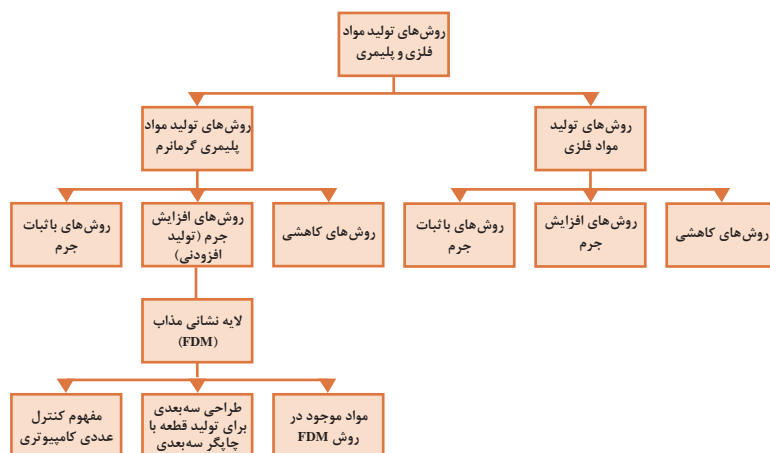 روش‌های تولید مواد
فلزی و پلیمری
روش‌های تولید
مواد فلزی
روش‌های تولید مواد
پلیمری گرمانرم
روش‌های کاهشی
روش‌های افزایش
جرم
روش‌های باثبات
جرم
روش‌های کاهشی
روش‌های افزایش
جرم (تولید
افزودنی)
روش‌های باثبات
جرم
لایه نشانی مذاب
(FDM)
مواد موجود در
روش FDM
طراحی سه‌بعدی
برای تولید قطعه با
چاپگر سه‌بعدی
مفهوم کنترل
عددی کامپیوتری